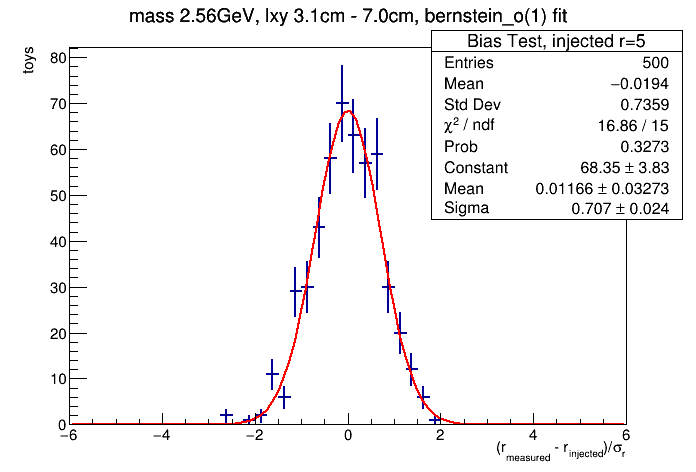 mass 2.56GeV, lxy 3.1cm - 7.0cm, bernstein_o(1) fit
toys
Bias Test, injected r=5
Entries 500
Mean −0.0194
Std Dev 0.7359
χ² / ndf 16.86 / 15
Prob 0.3273
Constant 68.35 ± 3.83
Mean 0.01166 ± 0.03273
Sigma 0.707 ± 0.024
80
70
60
50
40
30
20
10
0
−6 −4 −2 0 2 4 6
(r_measured - r_injected)/σ_r